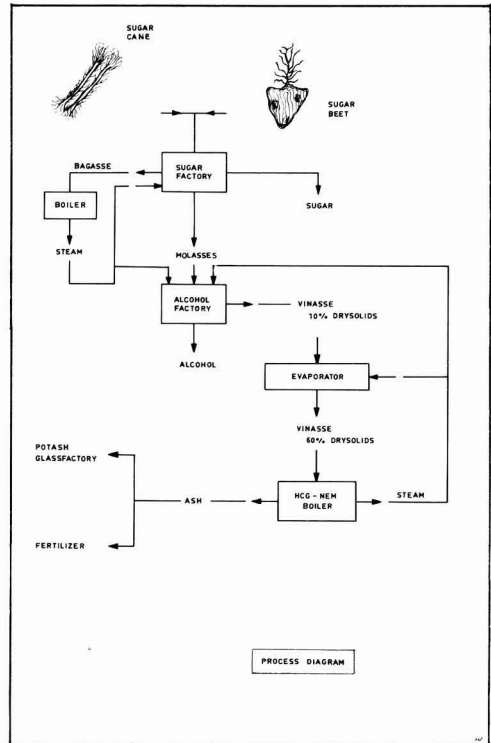 SUGAR
CANE
SUGAR
BEET
BAGASSE
SUGAR
FACTORY
BOILER
SUGAR
STEAM
MOLASSES
ALCOHOL
FACTORY
VINASSE
10% DRYSOLIDS
ALCOHOL
EVAPORATOR
VINASSE
60% DRYSOLIDS
POTASH
GLASSFACTORY
HCG-NEM
BOILER
STEAM
ASH
FERTILIZER
PROCESS DIAGRAM